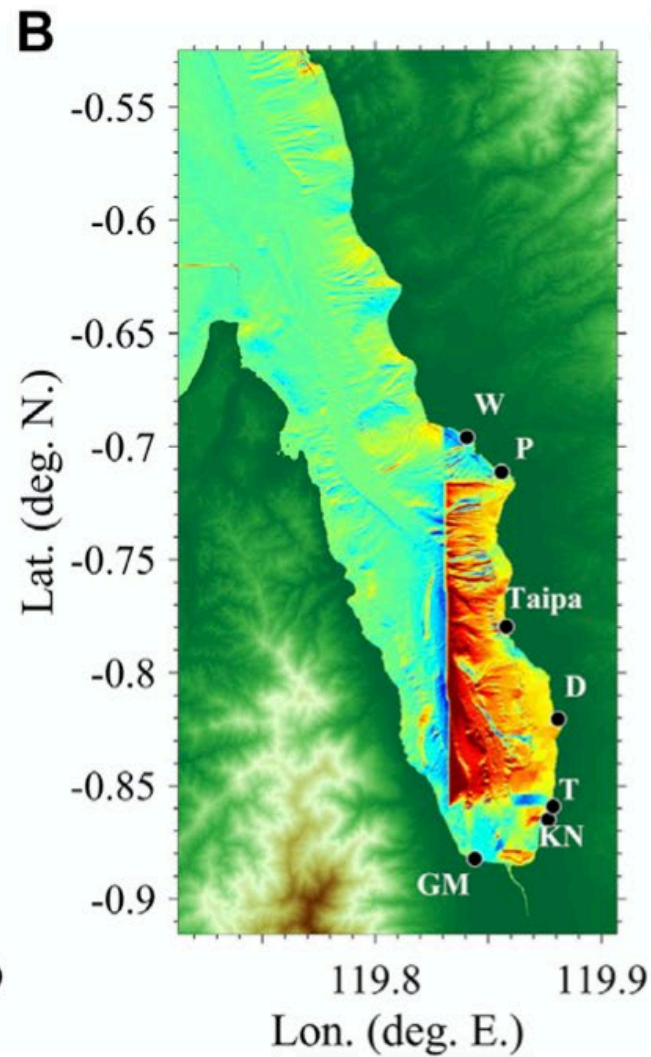 B
-0.55
-0.6
-0.65
-0.7
-0.75
-0.8
-0.85
-0.9
Lat. (deg. N.)
W
P
Taipa
D
T
KN
GM
119.8 119.9
Lon. (deg. E.)